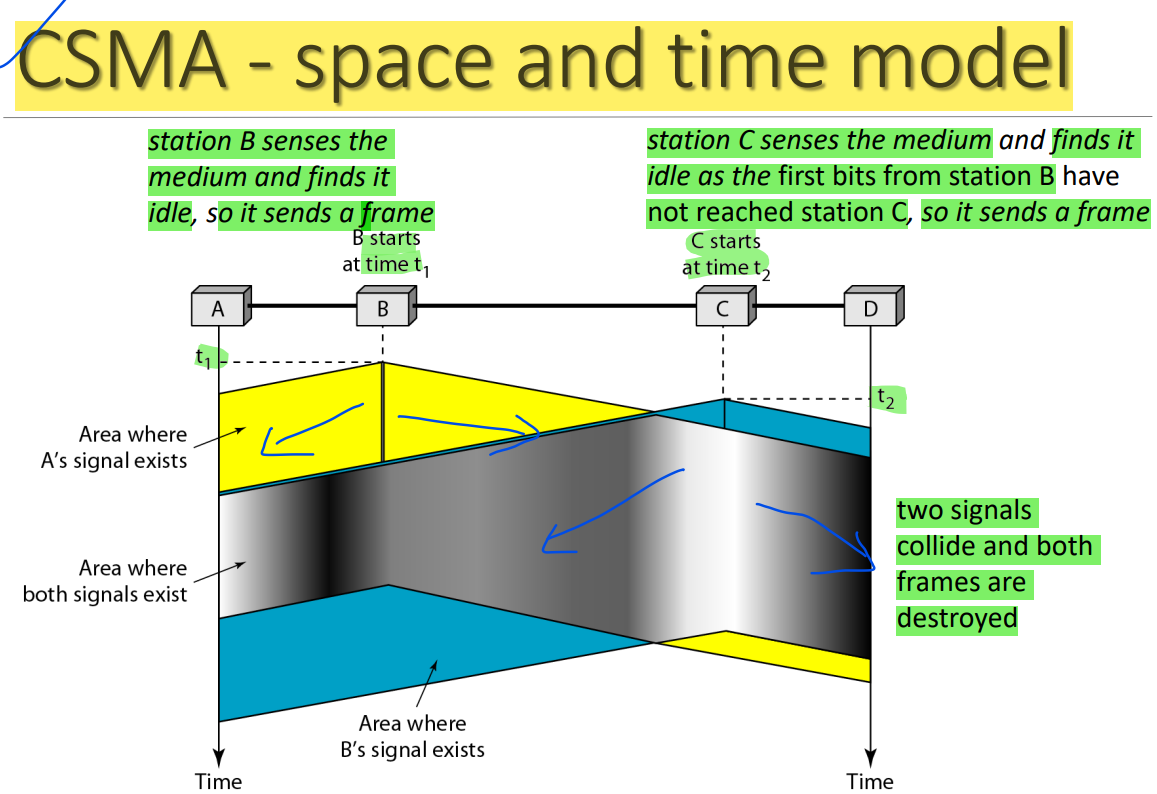 CSMA - space and time model
station B senses the
medium and finds it
idle, so it sends a frame
station C senses the medium and finds it
idle as the first bits from station B have
not reached station C, so it sends a frame
B starts
at time t1
C starts
at time t2
A
B
C
D
t1
t2
Area where
A's signal exists
Area where
both signals exist
two signals
collide and both
frames are
destroyed
Area where
B's signal exists
Time
Time